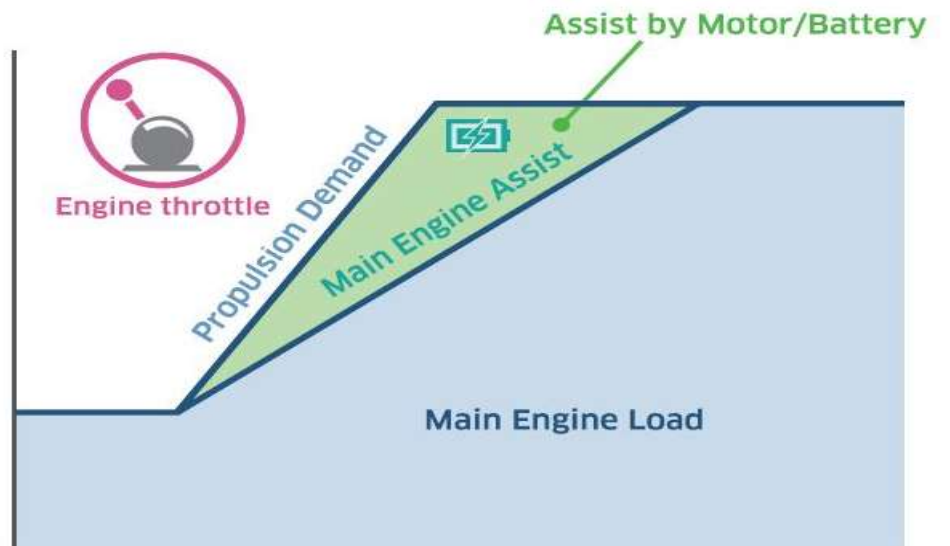 Assist by Motor/Battery
Engine throttle
Propulsion Demand
Main Engine Assist
Main Engine Load